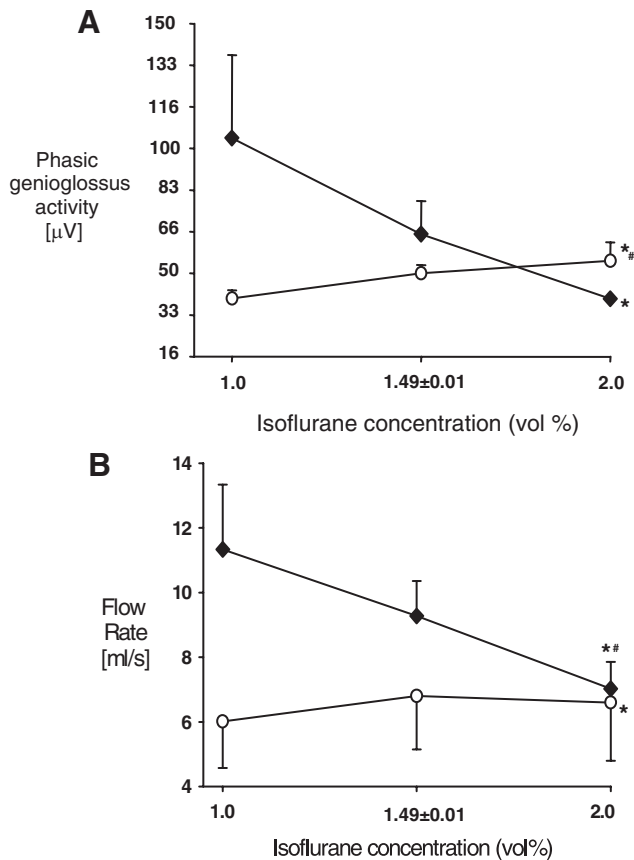 A
150
133
116
100
83
66
50
33
16
Phasic
genioglossus
activity
[μV]
*#
*
1.0
1.49±0.01
2.0
Isoflurane concentration (vol %)
B
14
12
10
8
6
4
Flow
Rate
[ml/s]
*#
*
1.0
1.49±0.01
2.0
Isoflurane concentration (vol%)